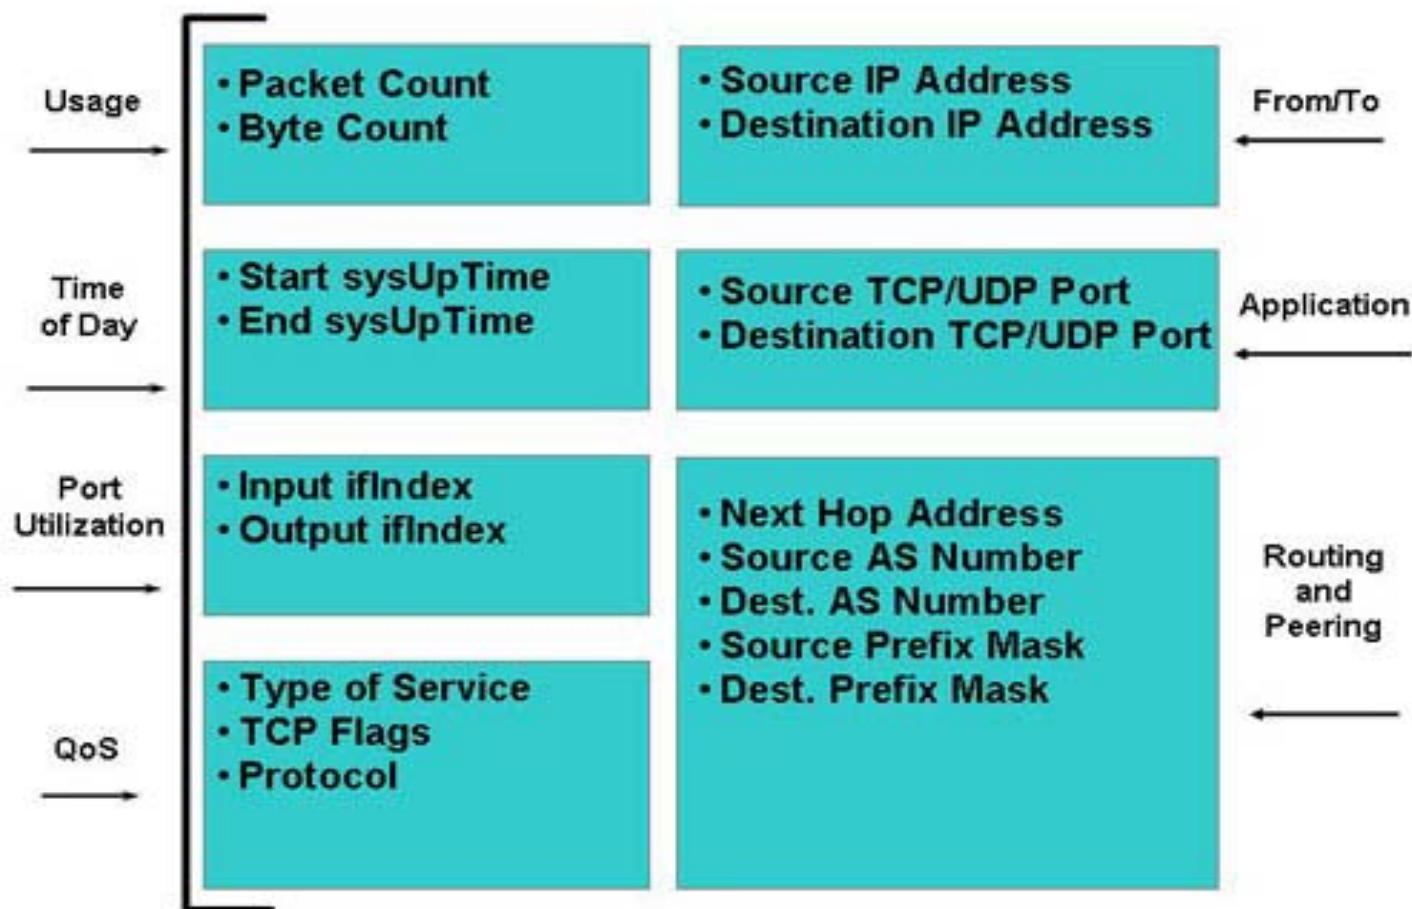 Usage
• Packet Count
• Byte Count
• Source IP Address
• Destination IP Address
From/To
Time
of Day
• Start sysUpTime
• End sysUpTime
• Source TCP/UDP Port
• Destination TCP/UDP Port
Application
Port
Utilization
• Input ifIndex
• Output ifIndex
• Next Hop Address
• Source AS Number
• Dest. AS Number
• Source Prefix Mask
• Dest. Prefix Mask
Routing
and
Peering
QoS
• Type of Service
• TCP Flags
• Protocol